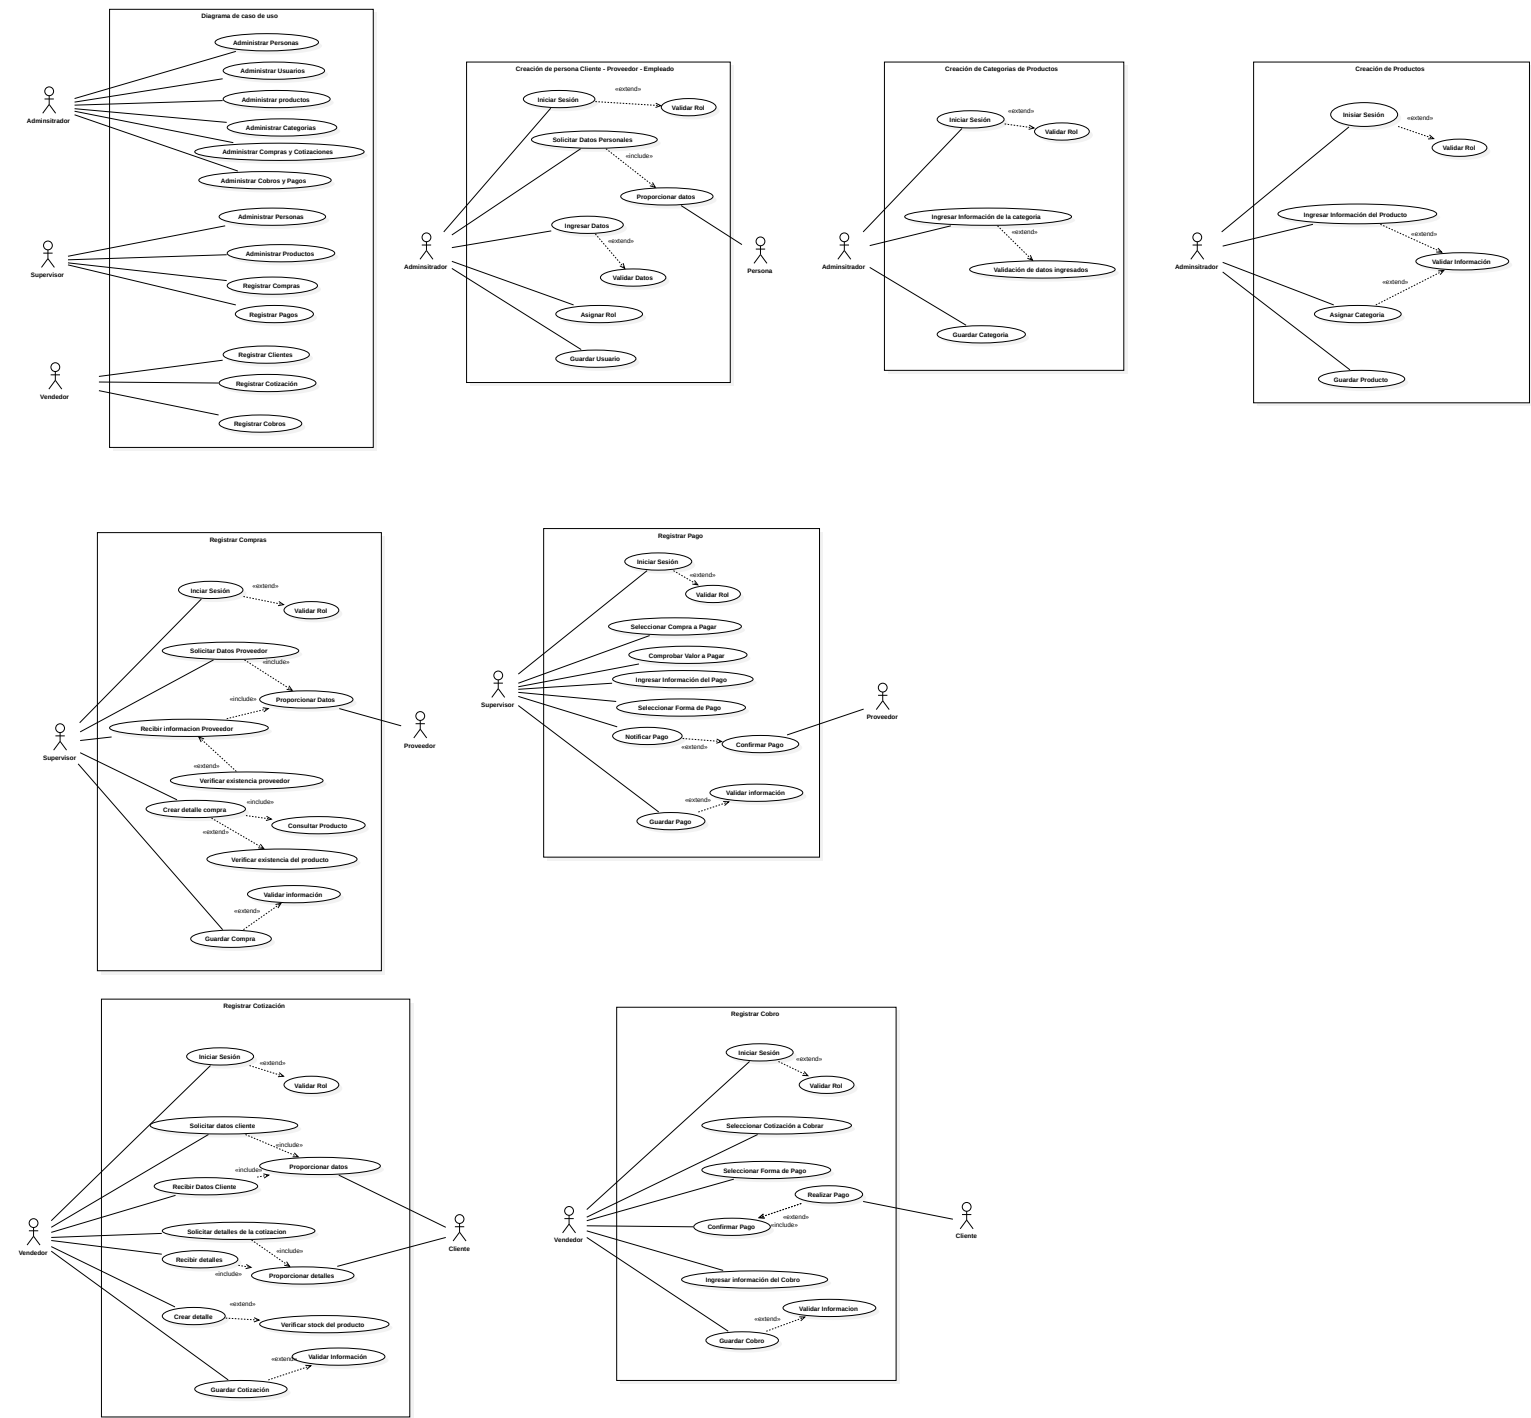 Diagrama de caso de uso
Administrar Personas
Administrar Usuarios
Administrar productos
Administrar Categorias
Administrar Compras y Cotizaciones
Administrar Cobros y Pagos
Adminsitrador
Administrar Personas
Administrar Productos
Registrar Compras
Registrar Pagos
Supervisor
Registrar Clientes
Registrar Cotización
Registrar Cobros
Vendedor
Creación de persona Cliente - Proveedor - Empleado
Iniciar Sesión
«extend»
Validar Rol
Solicitar Datos Personales
«include»
Proporcionar datos
Ingresar Datos
«extend»
Validar Datos
Asignar Rol
Guardar Usuario
Adminsitrador
Persona
Creación de Categorias de Productos
Iniciar Sesión
«extend»
Validar Rol
Ingresar Información de la categoria
«extend»
Validación de datos ingresados
Guardar Categoria
Adminsitrador
Creación de Productos
Inisiar Sesión
«extend»
Validar Rol
Ingresar Información del Producto
«extend»
Validar Información
«extend»
Asignar Categoria
Guardar Producto
Adminsitrador
Registrar Compras
Inciar Sesión
«extend»
Validar Rol
Solicitar Datos Proveedor
«include»
Proporcionar Datos
«include»
Recibir informacion Proveedor
«extend»
Verificar existencia proveedor
Crear detalle compra
«include»
Consultar Producto
«extend»
Verificar existencia del producto
Validar información
«extend»
Guardar Compra
Supervisor
Proveedor
Registrar Pago
Iniciar Sesión
«extend»
Validar Rol
Seleccionar Compra a Pagar
Comprobar Valor a Pagar
Ingresar Información del Pago
Seleccionar Forma de Pago
Notificar Pago
«extend»
Confirmar Pago
Validar información
«extend»
Guardar Pago
Supervisor
Proveedor
Registrar Cotización
Iniciar Sesión
«extend»
Validar Rol
Solicitar datos cliente
«include»
Proporcionar datos
«include»
Recibir Datos Cliente
Solicitar detalles de la cotizacion
«include»
Recibir detalles
«include»
Proporcionar detalles
Crear detalle
«extend»
Verificar stock del producto
«extend»
Validar Información
Guardar Cotización
Vendedor
Cliente
Registrar Cobro
Iniciar Sesión
«extend»
Validar Rol
Seleccionar Cotización a Cobrar
Seleccionar Forma de Pago
Realizar Pago
«extend»
«include»
Confirmar Pago
Ingresar información del Cobro
Validar Informacion
«extend»
Guardar Cobro
Vendedor
Cliente